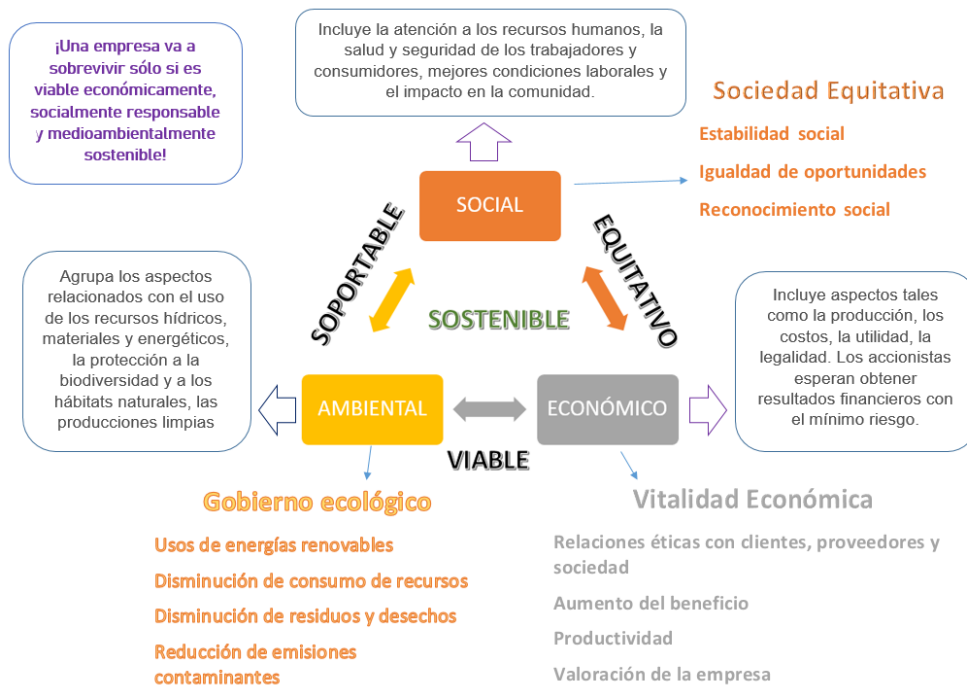 ¡Una empresa va a
sobrevivir sólo si es
viable económicamente,
socialmente responsable
y medioambientalmente
sostenible!
Incluye la atención a los recursos humanos, la
salud y seguridad de los trabajadores y
consumidores, mejores condiciones laborales y
el impacto en la comunidad.
Sociedad Equitativa
Estabilidad social
Igualdad de oportunidades
Reconocimiento social
SOCIAL
SOPORTABLE
EQUITATIVO
SOSTENIBLE
Agrupa los aspectos
relacionados con el uso
de los recursos hídricos,
materiales y energéticos,
la protección a la
biodiversidad y a los
hábitats naturales, las
producciones limpias
AMBIENTAL
ECONÓMICO
VIABLE
Incluye aspectos tales
como la producción, los
costos, la utilidad, la
legalidad. Los accionistas
esperan obtener
resultados financieros con
el mínimo riesgo.
Gobierno ecológico
Usos de energías renovables
Disminución de consumo de recursos
Disminución de residuos y desechos
Reducción de emisiones
contaminantes
Vitalidad Económica
Relaciones éticas con clientes, proveedores y
sociedad
Aumento del beneficio
Productividad
Valoración de la empresa